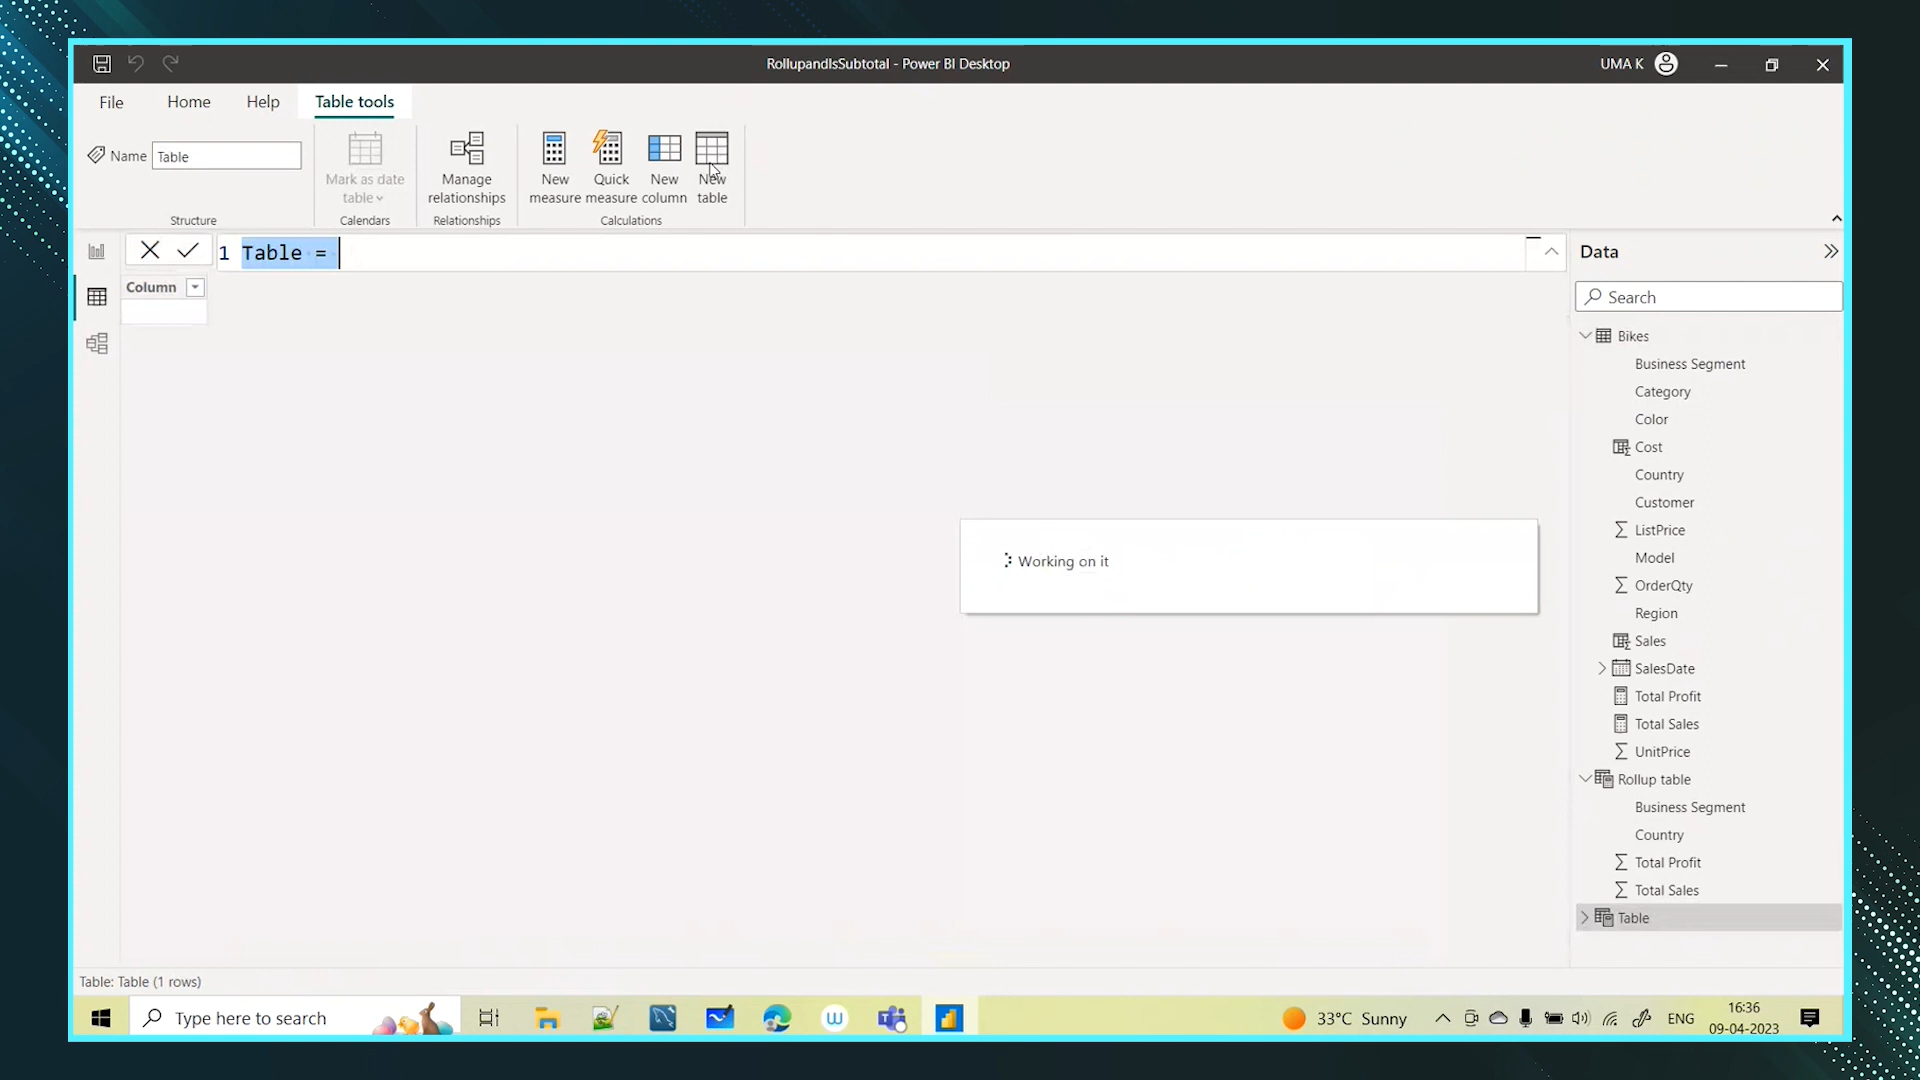 RollupandIsSubtotal - Power BI Desktop
UMA K
File
Home
Help
Table tools
Name
Table
Mark as date
table
Calendars
Structure
Manage
relationships
Relationships
New
measure
Quick
measure
New
column
New
table
Calculations
1 Table =
Column
Working on it
Data
Search
Bikes
Business Segment
Category
Color
Cost
Country
Customer
ListPrice
Model
OrderQty
Region
Sales
SalesDate
Total Profit
Total Sales
UnitPrice
Rollup table
Business Segment
Country
Total Profit
Total Sales
Table
Table: Table (1 rows)
Type here to search
33°C Sunny
ENG
16:36
09-04-2023